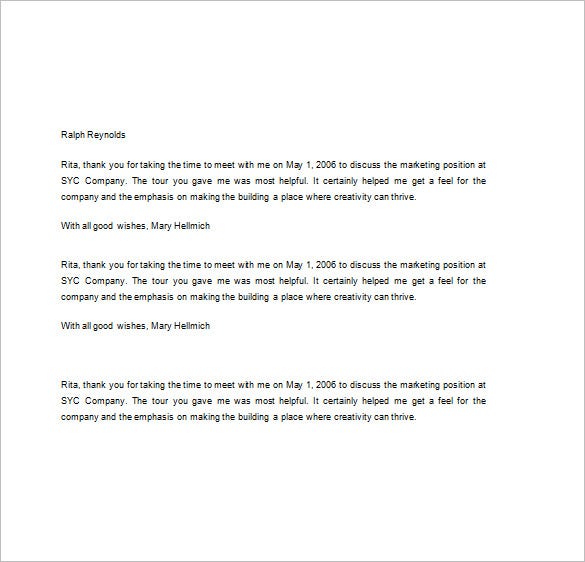 Ralph Reynolds
Rita, thank you for taking the time to meet with me on May 1, 2006 to discuss the marketing position at
SYC Company. The tour you gave me was most helpful. It certainly helped me get a feel for the
company and the emphasis on making the building a place where creativity can thrive.
With all good wishes, Mary Hellmich
Rita, thank you for taking the time to meet with me on May 1, 2006 to discuss the marketing position at
SYC Company. The tour you gave me was most helpful. It certainly helped me get a feel for the
company and the emphasis on making the building a place where creativity can thrive.
With all good wishes, Mary Hellmich
Rita, thank you for taking the time to meet with me on May 1, 2006 to discuss the marketing position at
SYC Company. The tour you gave me was most helpful. It certainly helped me get a feel for the
company and the emphasis on making the building a place where creativity can thrive.